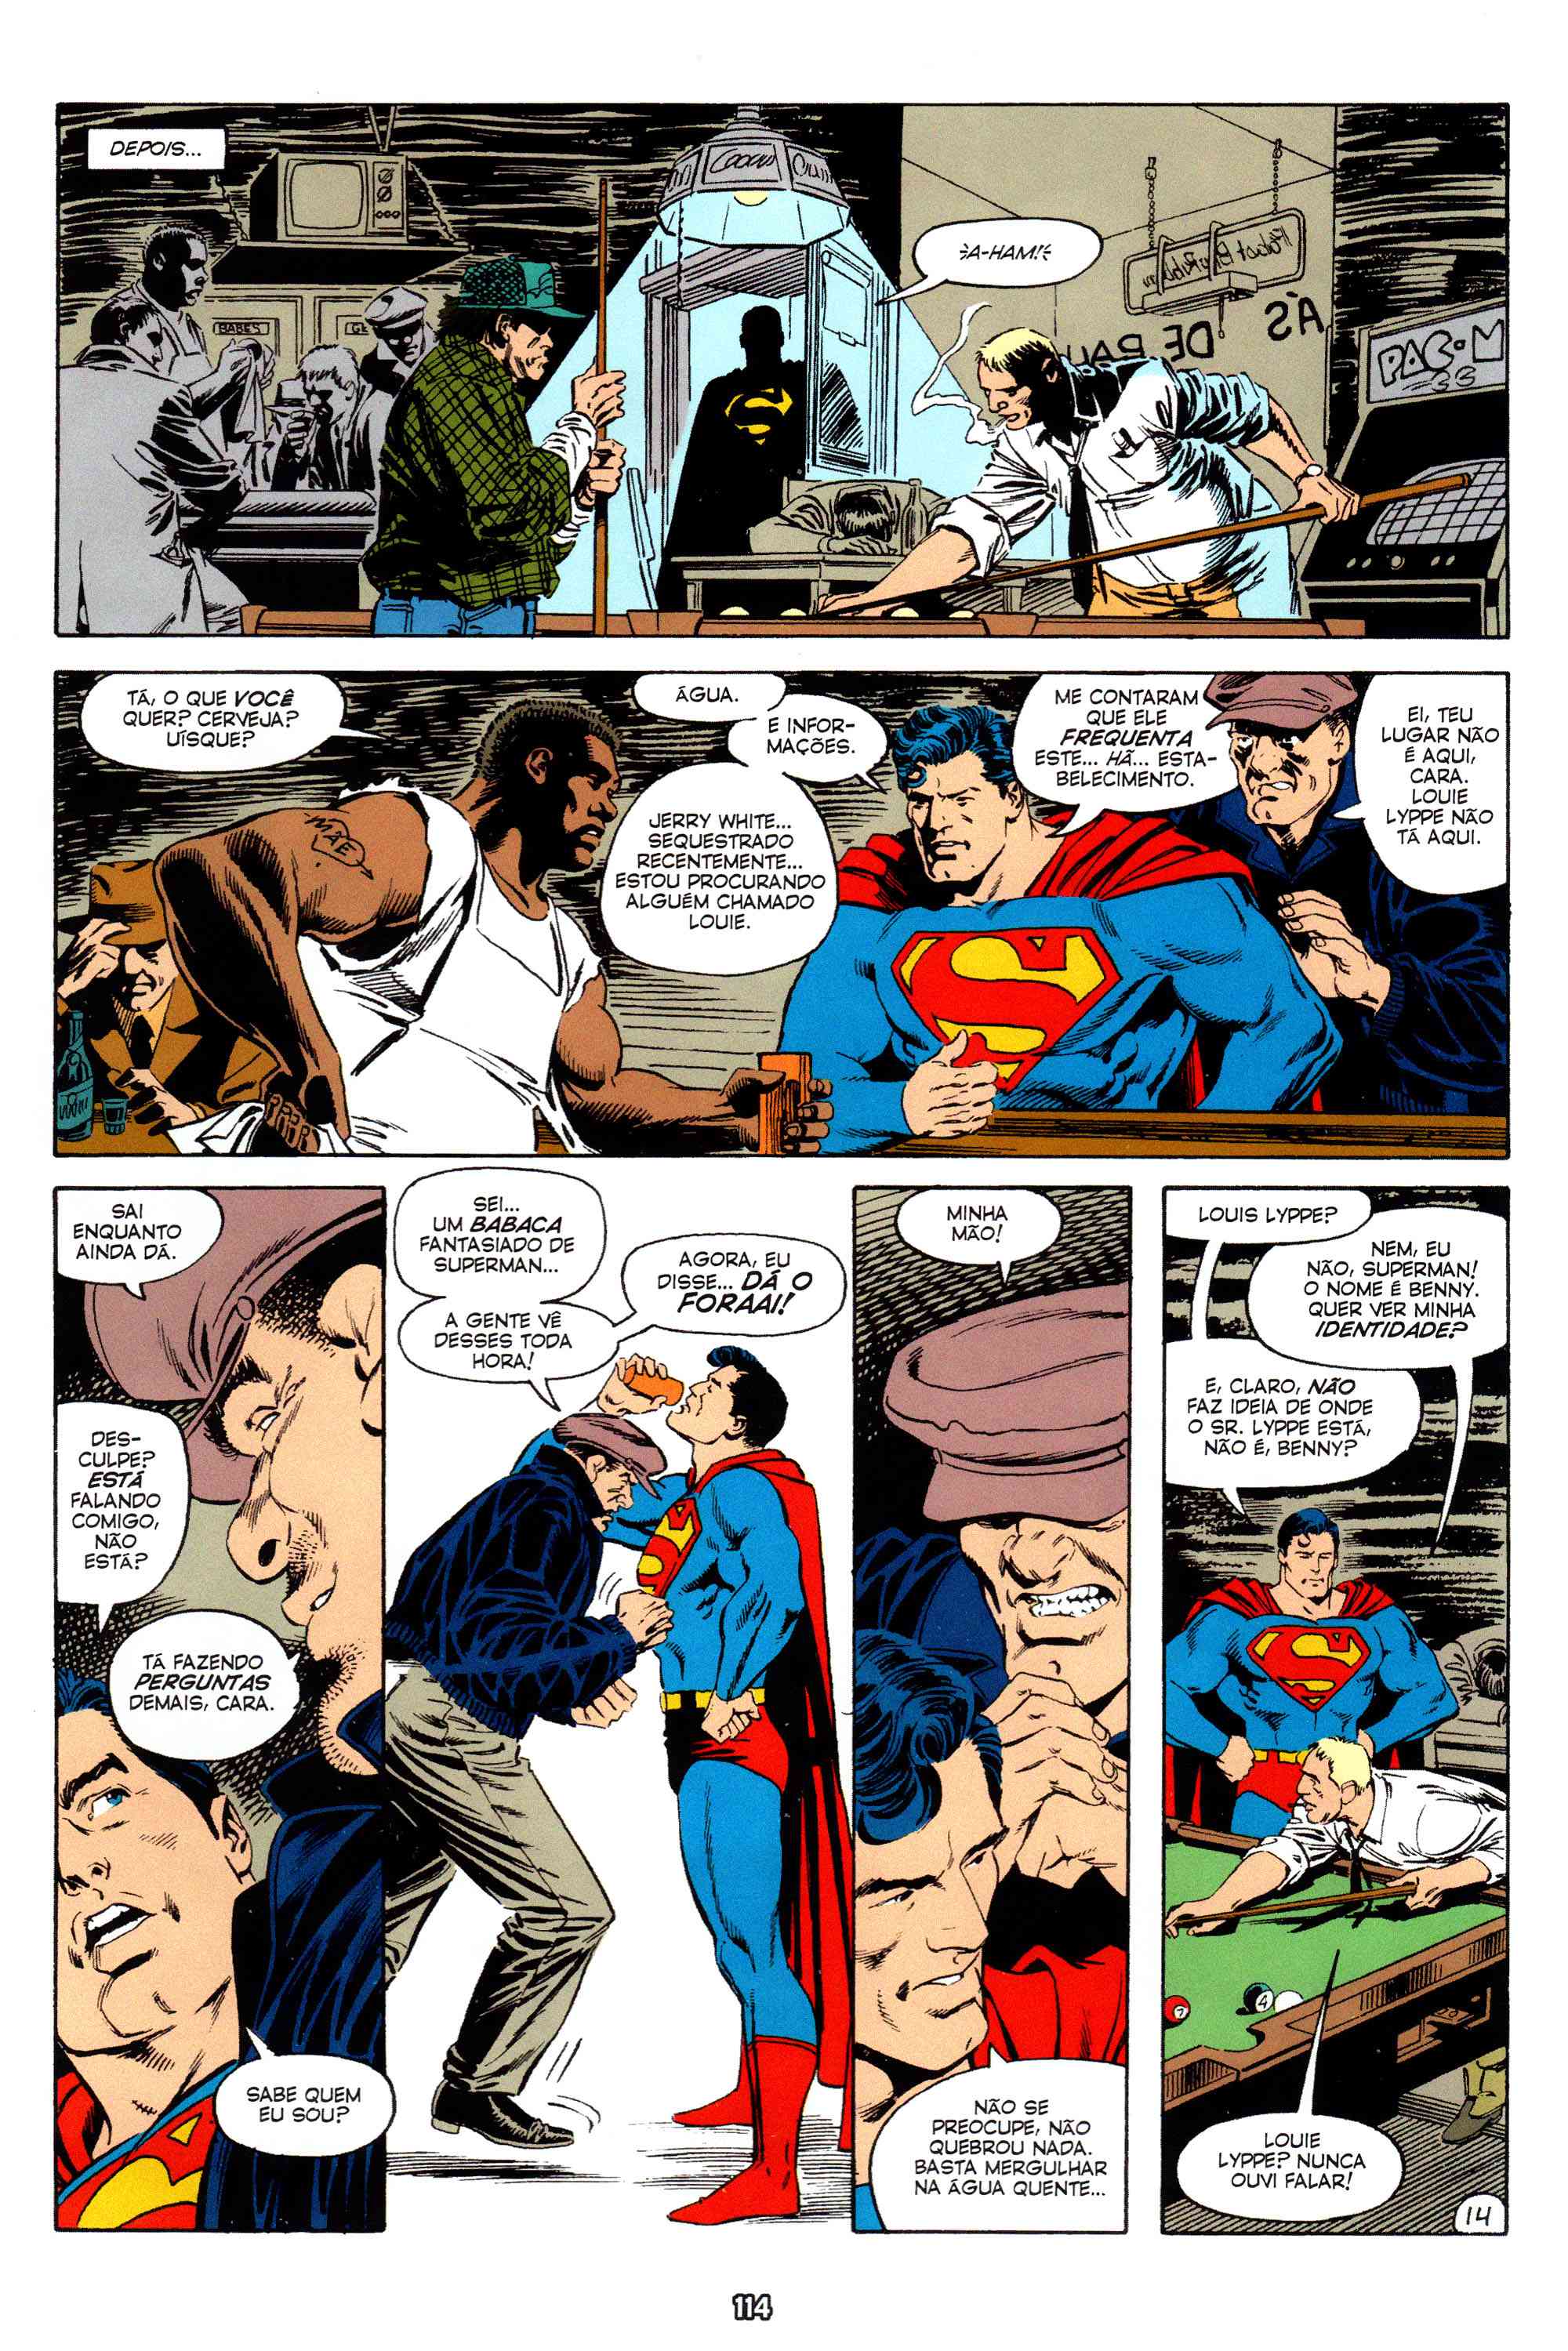 DEPOIS...
A-HAM!
BABES
GE
ÀS DE PAU
PAC-M
TÁ, O QUE VOCÊ
QUER? CERVEJA?
UÍSQUE?
ÁGUA.
E INFOR-
MAÇÕES.
JERRY WHITE...
SEQUESTRADO
RECENTEMENTE...
ESTOU PROCURANDO
ALGUÉM CHAMADO
LOUIE.
ME CONTARAM
QUE ELE
FREQUENTA
ESTE... HÃ... ESTA-
BELECIMENTO.
EI, TEU
LUGAR NÃO
É AQUI,
CARA.
LOUIE
LYPPE NÃO
TÁ AQUI.
MÃE
SAI
ENQUANTO
AINDA DÁ.
DES-
CULPE?
ESTÁ
FALANDO
COMIGO,
NÃO
ESTÁ?
TÁ FAZENDO
PERGUNTAS
DEMAIS, CARA.
SABE QUEM
EU SOU?
SEI...
UM BABACA
FANTASIADO DE
SUPERMAN...
A GENTE VÊ
DESSES TODA
HORA!
AGORA, EU
DISSE... DÁ O
FORAAI!
MINHA
MÃO!
NÃO SE
PREOCUPE, NÃO
QUEBROU NADA.
BASTA MERGULHAR
NA ÁGUA QUENTE...
LOUIS LYPPE?
NEM, EU
NÃO, SUPERMAN!
O NOME É BENNY.
QUER VER MINHA
IDENTIDADE?
E, CLARO, NÃO
FAZ IDEIA DE ONDE
O SR. LYPPE ESTÁ,
NÃO É, BENNY?
7
4
LOUIE
LYPPE? NUNCA
OUVI FALAR!
14
114